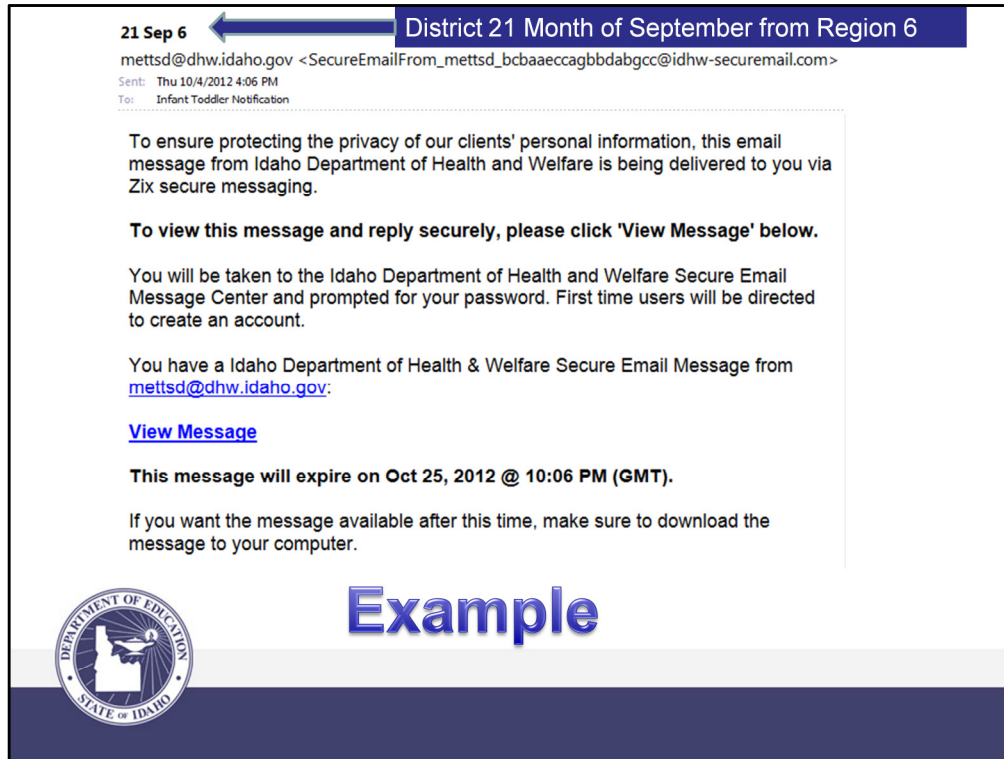 21 Sep 6
District 21 Month of September from Region 6
mettsd@dhw.idaho.gov <SecureEmailFrom_mettsd_bcbaaeccagbbdabgcc@idhw-securemail.com>
Sent: Thu 10/4/2012 4:06 PM
To: Infant Toddler Notification
To ensure protecting the privacy of our clients' personal information, this email
message from Idaho Department of Health and Welfare is being delivered to you via
Zix secure messaging.
To view this message and reply securely, please click 'View Message' below.
You will be taken to the Idaho Department of Health and Welfare Secure Email
Message Center and prompted for your password. First time users will be directed
to create an account.
You have a Idaho Department of Health & Welfare Secure Email Message from
mettsd@dhw.idaho.gov:
View Message
This message will expire on Oct 25, 2012 @ 10:06 PM (GMT).
If you want the message available after this time, make sure to download the
message to your computer.
Example
DEPARTMENT OF EDUCATION
STATE OF IDAHO